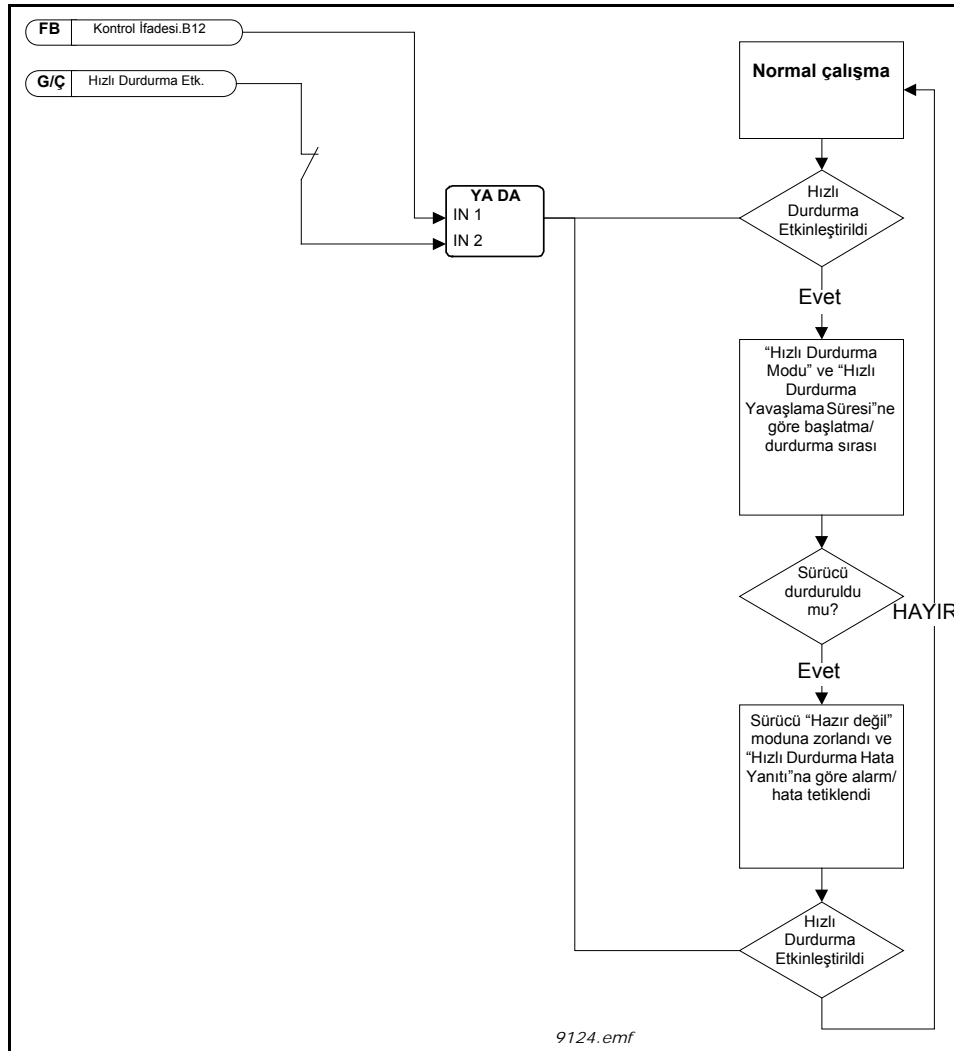 FB Kontrol İfadesi.B12
G/Ç Hızlı Durdurma Etk.
YA DA
IN 1
IN 2
Normal çalışma
Hızlı
Durdurma
Etkinleştirildi
Evet
“Hızlı Durdurma
Modu” ve “Hızlı
Durdurma
Yavaşlama Süresi”ne
göre başlatma/
durdurma sırası
Sürücü
durduruldu
mu?
HAYIR
Evet
Sürücü “Hazır değil”
moduna zorlandı ve
“Hızlı Durdurma Hata
Yanıtı”na göre alarm/
hata tetiklendi
Hızlı
Durdurma
Etkinleştirildi
9124.emf